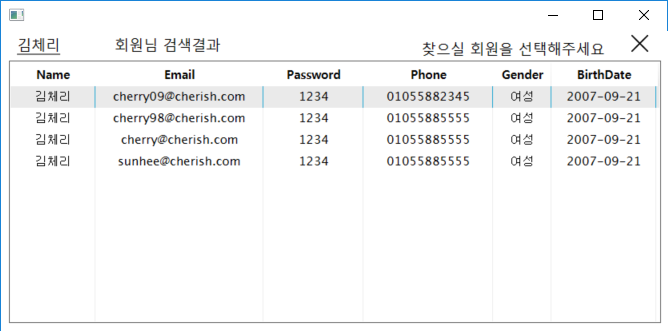 김체리 회원님 검색결과 찾으실 회원을 선택해주세요
Name Email Password Phone Gender BirthDate
김체리 cherry09@cherish.com 1234 01055882345 여성 2007-09-21
김체리 cherry98@cherish.com 1234 01055885555 여성 2007-09-21
김체리 cherry@cherish.com 1234 01055885555 여성 2007-09-21
김체리 sunhee@cherish.com 1234 01055885555 여성 2007-09-21